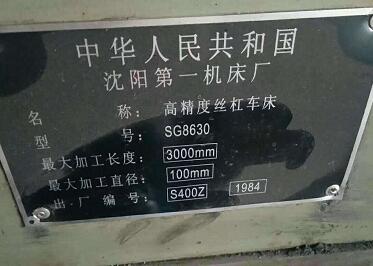 中华人民共和国
沈阳第一机床厂
名称：高精度丝杠车床
型号：SG8630
最大加工长度：3000mm
最大加工直径：100mm
出厂编号：S400Z 1984